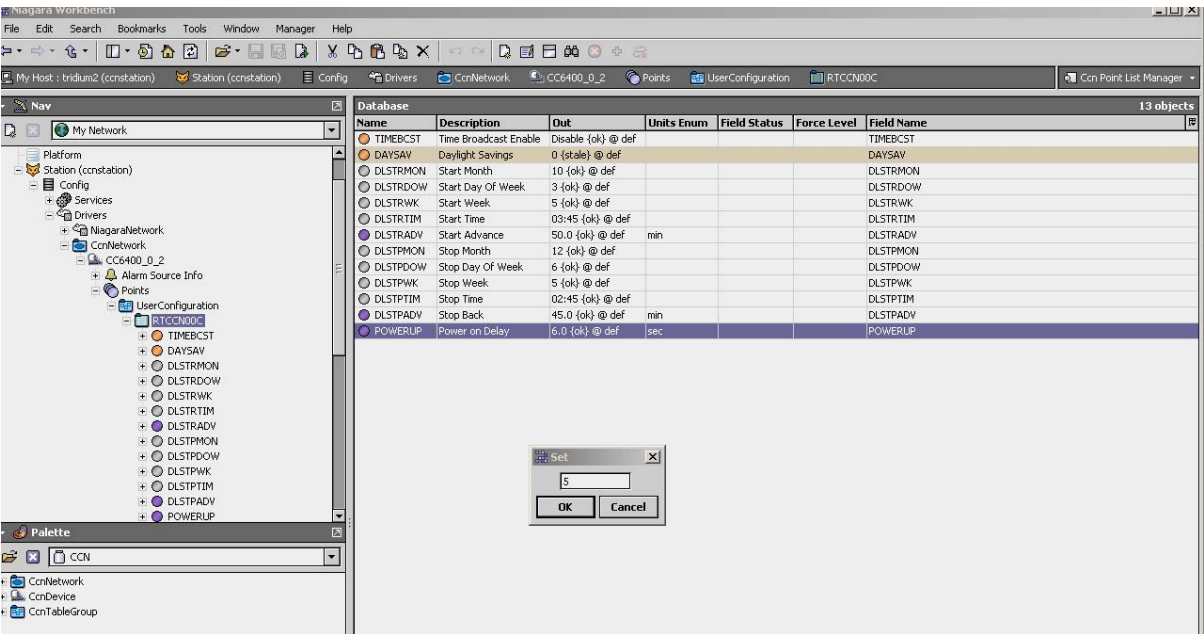 Niagara Workbench
File Edit Search Bookmarks Tools Window Manager Help
My Host : tridium2 (ccnstation) Station (ccnstation) Config Drivers CcnNetwork CC6400_0_2 Points UserConfiguration RTCCN00C Ccn Point List Manager
Nav
My Network
Platform
Station (ccnstation)
Config
Services
Drivers
NiagaraNetwork
CcnNetwork
CC6400_0_2
Alarm Source Info
Points
UserConfiguration
RTCCN00C
TIMEBCST
DAYSAV
DLSTRMON
DLSTRDOW
DLSTRWK
DLSTRTIM
DLSTRADV
DLSTPMON
DLSTPDOW
DLSTPWK
DLSTPTIM
DLSTPADV
POWERUP
Palette
CCN
CcnNetwork
CcnDevice
CcnTableGroup
Database 13 objects
Name Description Out Units Enum Field Status Force Level Field Name
TIMEBCST Time Broadcast Enable Disable {ok} @ def TIMEBCST
DAYSAV Daylight Savings 0 {stale} @ def DAYSAV
DLSTRMON Start Month 10 {ok} @ def DLSTRMON
DLSTRDOW Start Day Of Week 3 {ok} @ def DLSTRDOW
DLSTRWK Start Week 5 {ok} @ def DLSTRWK
DLSTRTIM Start Time 03:45 {ok} @ def DLSTRTIM
DLSTRADV Start Advance 50.0 {ok} @ def min DLSTRADV
DLSTPMON Stop Month 12 {ok} @ def DLSTPMON
DLSTPDOW Stop Day Of Week 6 {ok} @ def DLSTPDOW
DLSTPWK Stop Week 5 {ok} @ def DLSTPWK
DLSTPTIM Stop Time 02:45 {ok} @ def DLSTPTIM
DLSTPADV Stop Back 45.0 {ok} @ def min DLSTPADV
POWERUP Power on Delay 6.0 {ok} @ def sec POWERUP
Set
5
OK Cancel